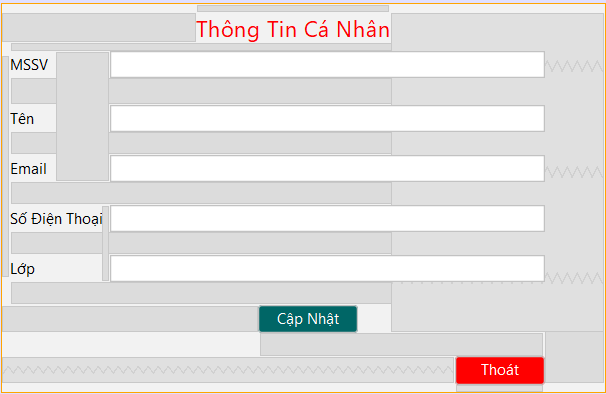 Thông Tin Cá Nhân
MSSV
Tên
Email
Số Điện Thoại
Lớp
Cập Nhật
Thoát